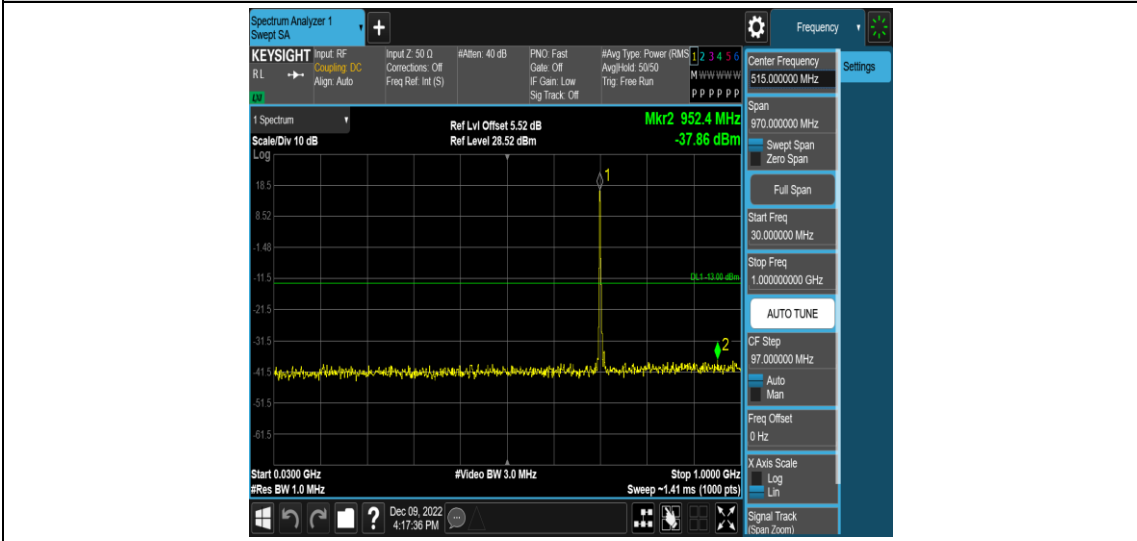 Spectrum Analyzer 1
Swept SA
+
Frequency
KEYSIGHT
RL
LXI
Input: RF
Coupling: DC
Align: Auto
Input Z: 50 Ω
Corrections: Off
Freq Ref: Int (S)
#Atten: 40 dB
PNO: Fast
Gate: Off
IF Gain: Low
Sig Track: Off
#Avg Type: Power (RMS
Avg|Hold: 50/50
Trig: Free Run
1 2 3 4 5 6
M W W W W W
P P P P P P
1 Spectrum
Scale/Div 10 dB
Ref Lvl Offset 5.52 dB
Ref Level 28.52 dBm
Mkr2 952.4 MHz
-37.86 dBm
Log
18.5
8.52
-1.48
-11.5
-21.5
-31.5
-41.5
-51.5
-61.5
1
DL1 -13.00 dBm
2
Start 0.0300 GHz
#Res BW 1.0 MHz
#Video BW 3.0 MHz
Stop 1.0000 GHz
Sweep ~1.41 ms (1000 pts)
?
Dec 09, 2022
4:17:36 PM
Center Frequency
515.000000 MHz
Span
970.000000 MHz
Swept Span
Zero Span
Full Span
Start Freq
30.000000 MHz
Stop Freq
1.000000000 GHz
AUTO TUNE
CF Step
97.000000 MHz
Auto
Man
Freq Offset
0 Hz
X Axis Scale
Log
Lin
Signal Track
(Span Zoom)
Settings